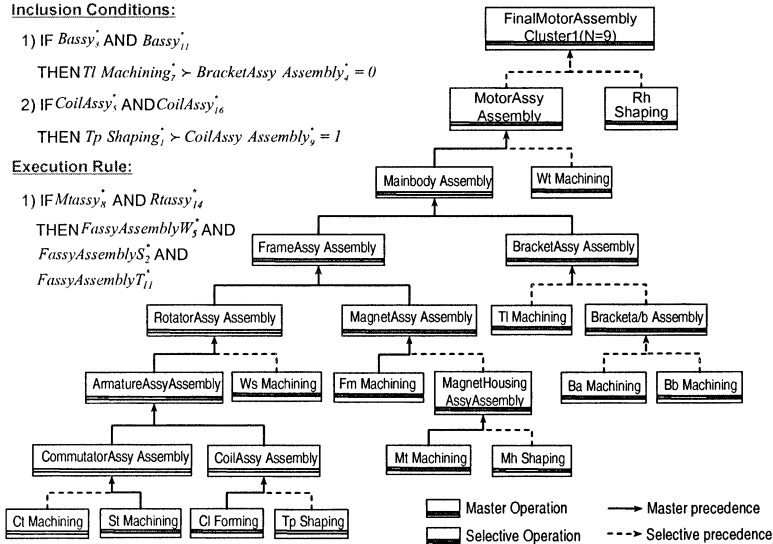 Inclusion Conditions:
1) IF Bassy*₃ AND Bassy*₁₁
THEN Tl Machining*₇ ≻ BracketAssy Assembly*₄ = 0
2) IF CoilAssy*₅ AND CoilAssy*₁₆
THEN Tp Shaping*₁ ≻ CoilAssy Assembly*₉ = 1
Execution Rule:
1) IF Mtassy*₈ AND Rtassy*₁₄
THEN FassyAssemblyW*₅ AND
FassyAssemblyS*₂ AND
FassyAssemblyT*₁₁
FinalMotorAssembly
Cluster1(N=9)
MotorAssy
Assembly
Rh
Shaping
Mainbody Assembly
Wt Machining
FrameAssy Assembly
BracketAssy Assembly
RotatorAssy Assembly
MagnetAssy Assembly
Tl Machining
Bracketa/b Assembly
ArmatureAssyAssembly
Ws Machining
Fm Machining
MagnetHousing
AssyAssembly
Ba Machining
Bb Machining
CommutatorAssy Assembly
CoilAssy Assembly
Mt Machining
Mh Shaping
Ct Machining
St Machining
Cl Forming
Tp Shaping
Master Operation
Master precedence
Selective Operation
Selective precedence